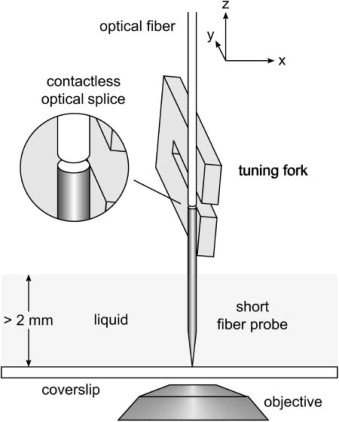 z
optical fiber
y
x
contactless
optical splice
tuning fork
> 2 mm
liquid
short
fiber probe
coverslip
objective